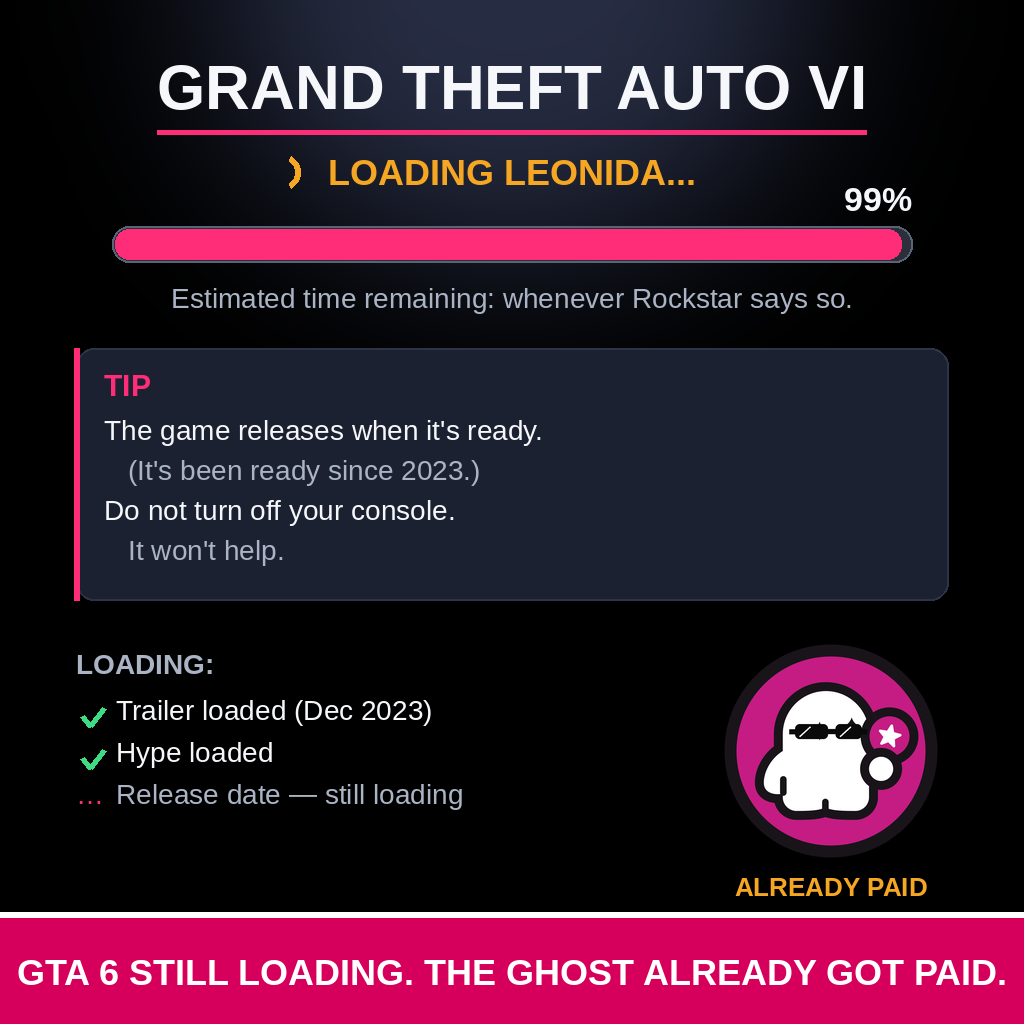 GRAND THEFT AUTO VI
LOADING LEONIDA...
99%
Estimated time remaining: whenever Rockstar says so.
TIP
The game releases when it's ready.
(It's been ready since 2023.)
Do not turn off your console.
It won't help.
LOADING:
Trailer loaded (Dec 2023)
Hype loaded
... Release date — still loading
ALREADY PAID
GTA 6 STILL LOADING. THE GHOST ALREADY GOT PAID.